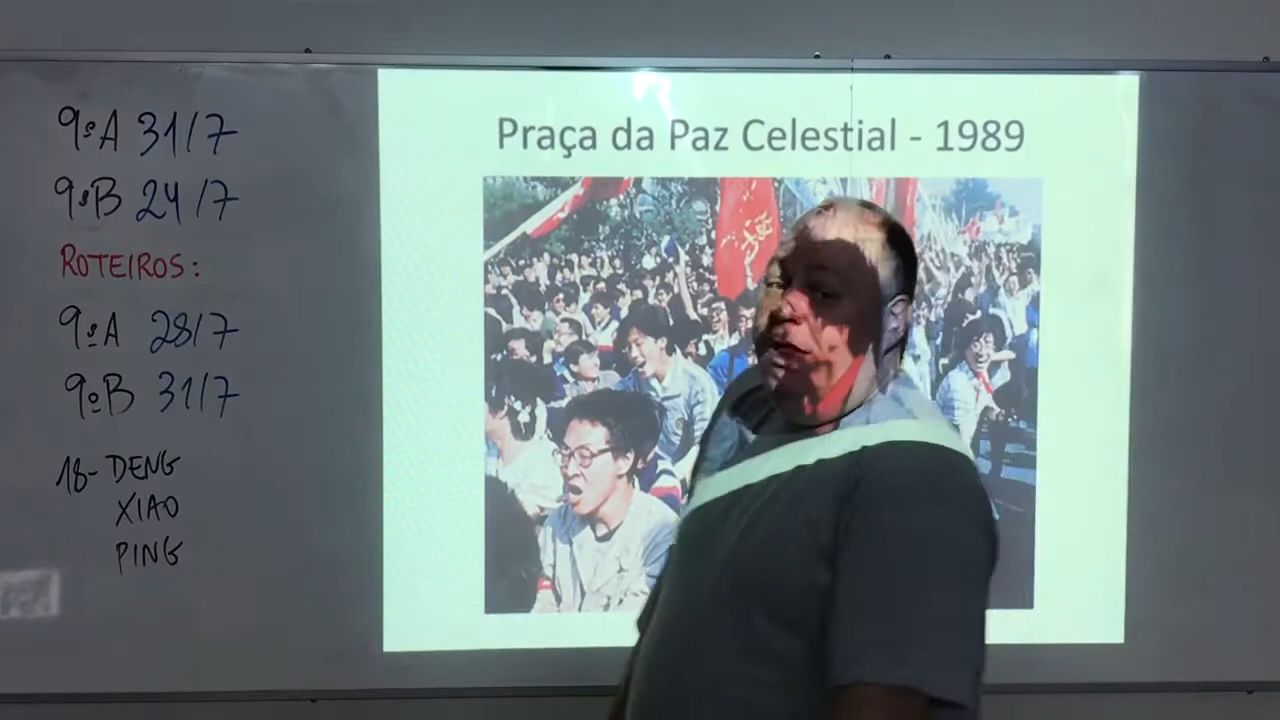 9ºA 31/7
9ºB 24/7
ROTEIROS:
9ºA 28/7
9ºB 31/7
18- DENG
XIAO
PING
Praça da Paz Celestial - 1989